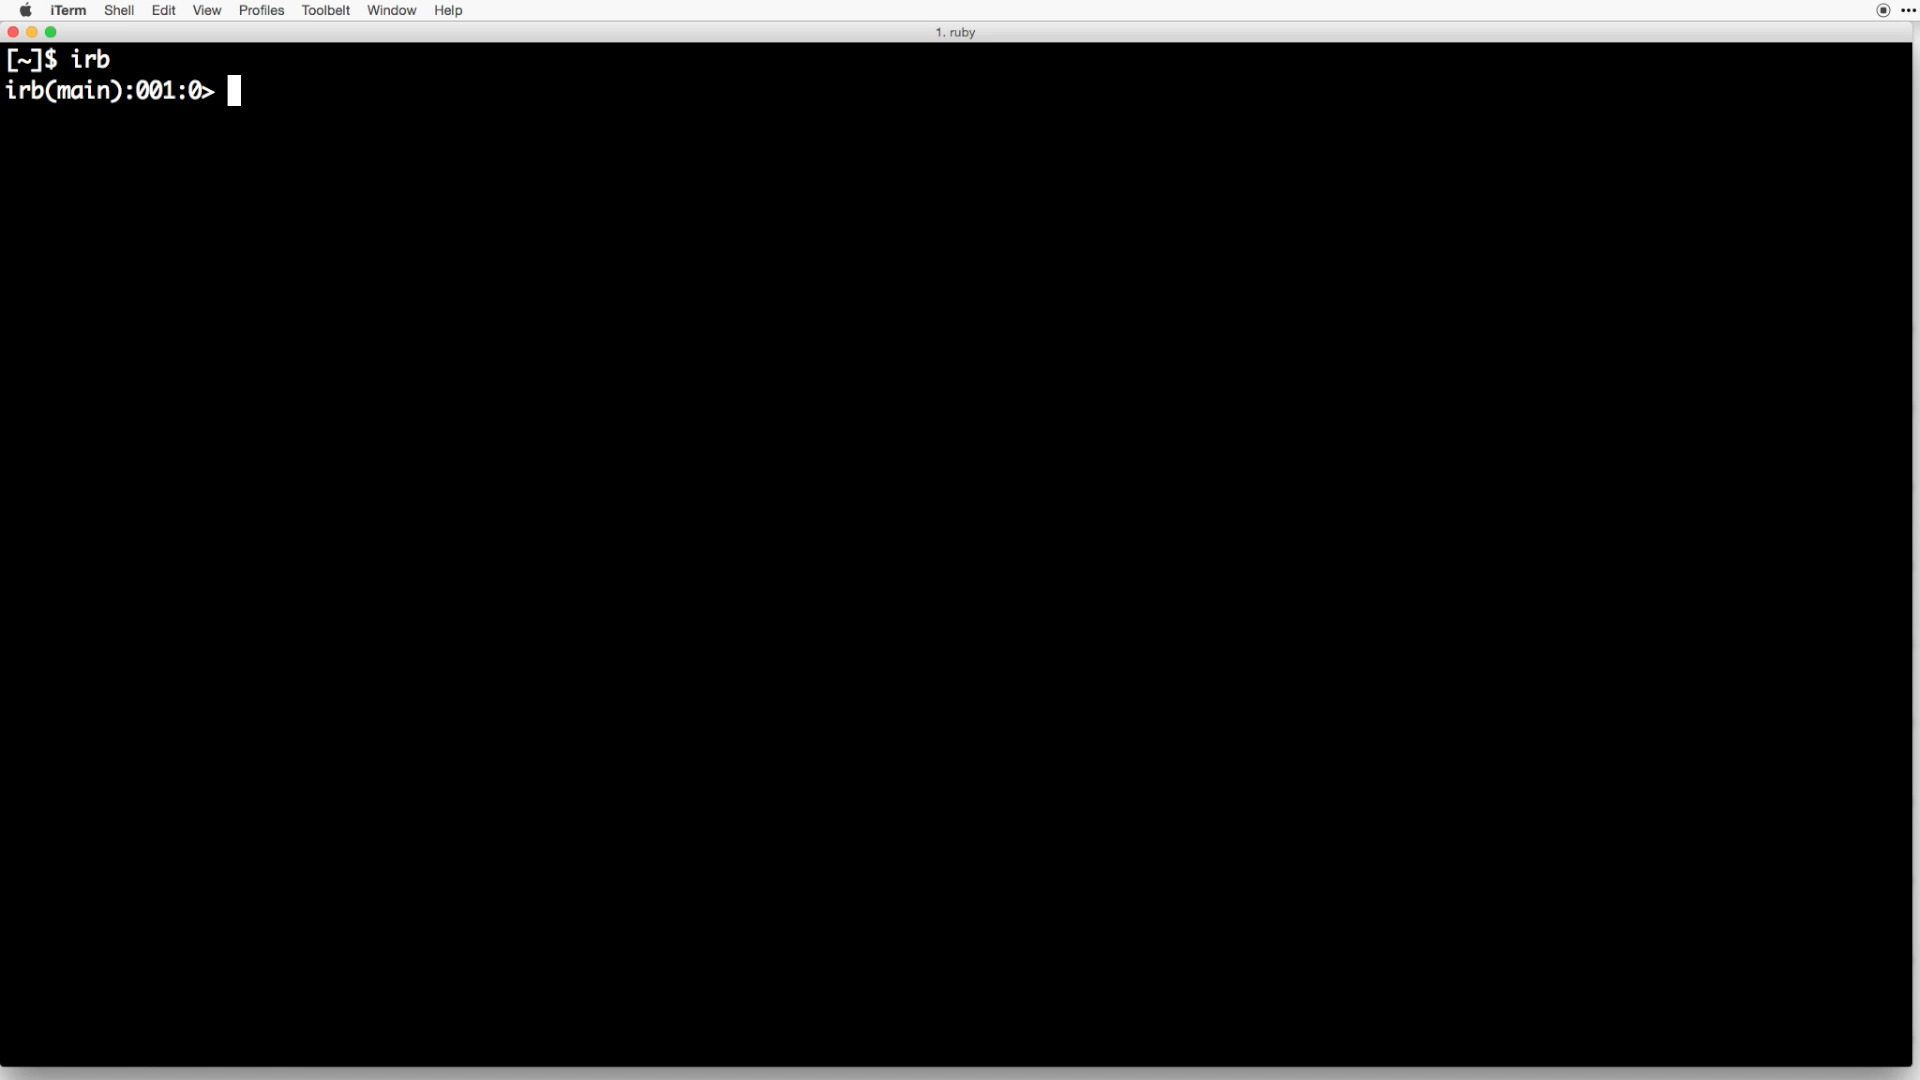 iTerm Shell Edit View Profiles Toolbelt Window Help
1. ruby
[~]$ irb
irb(main):001:0>